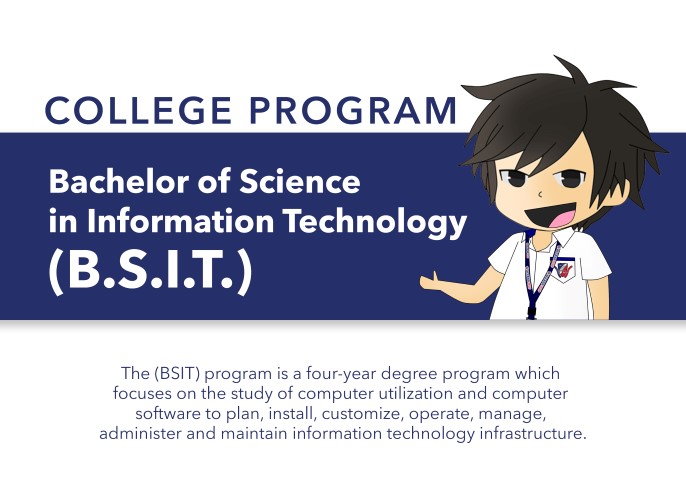 COLLEGE PROGRAM
Bachelor of Science
in Information Technology
(B.S.I.T.)
The (BSIT) program is a four-year degree program which
focuses on the study of computer utilization and computer
software to plan, install, customize, operate, manage,
administer and maintain information technology infrastructure.